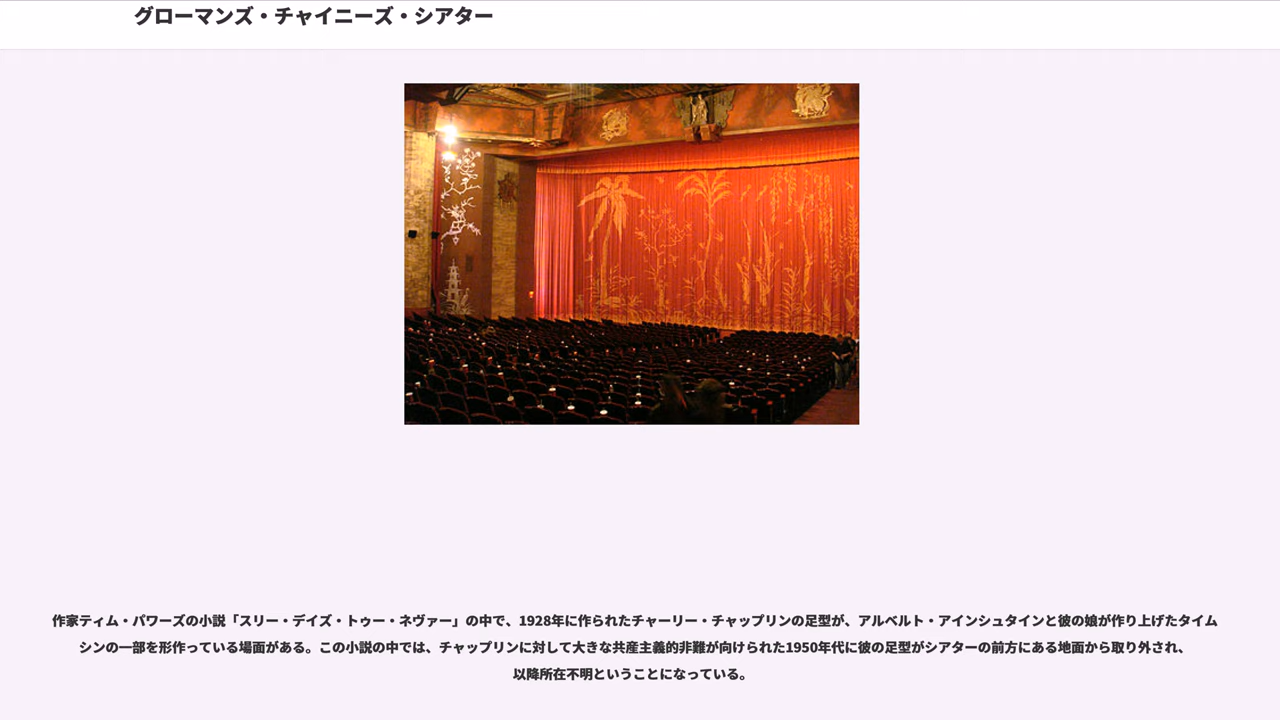 グローマンズ・チャイニーズ・シアター
作家ティム・パワーズの小説「スリー・デイズ・トゥー・ネヴァー」の中で、1928年に作られたチャーリー・チャップリンの足型が、アルベルト・アインシュタインと彼の娘が作り上げたタイム
シンの一部を形作っている場面がある。この小説の中では、チャップリンに対して大きな共産主義的非難が向けられた1950年代に彼の足型がシアターの前方にある地面から取り外され、
以降所在不明ということになっている。